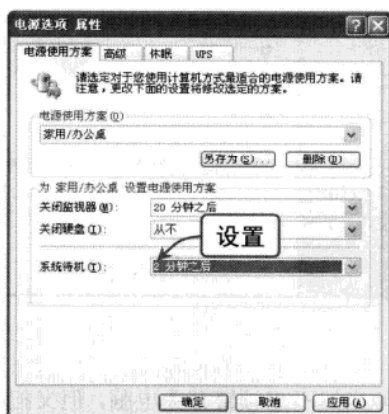 电源选项 属性
电源使用方案 高级 休眠 UPS
请选定对于您使用计算机方式最适合的电源使用方案。请
注意，更改下面的设置将修改选定的方案。
电源使用方案(O)
家用/办公桌
另存为(S)... 删除(D)
为 家用/办公桌 设置电源使用方案
关闭监视器(M): 20 分钟之后
关闭硬盘(I): 从不
设置
系统待机(T): 2 分钟之后
确定 取消 应用(A)